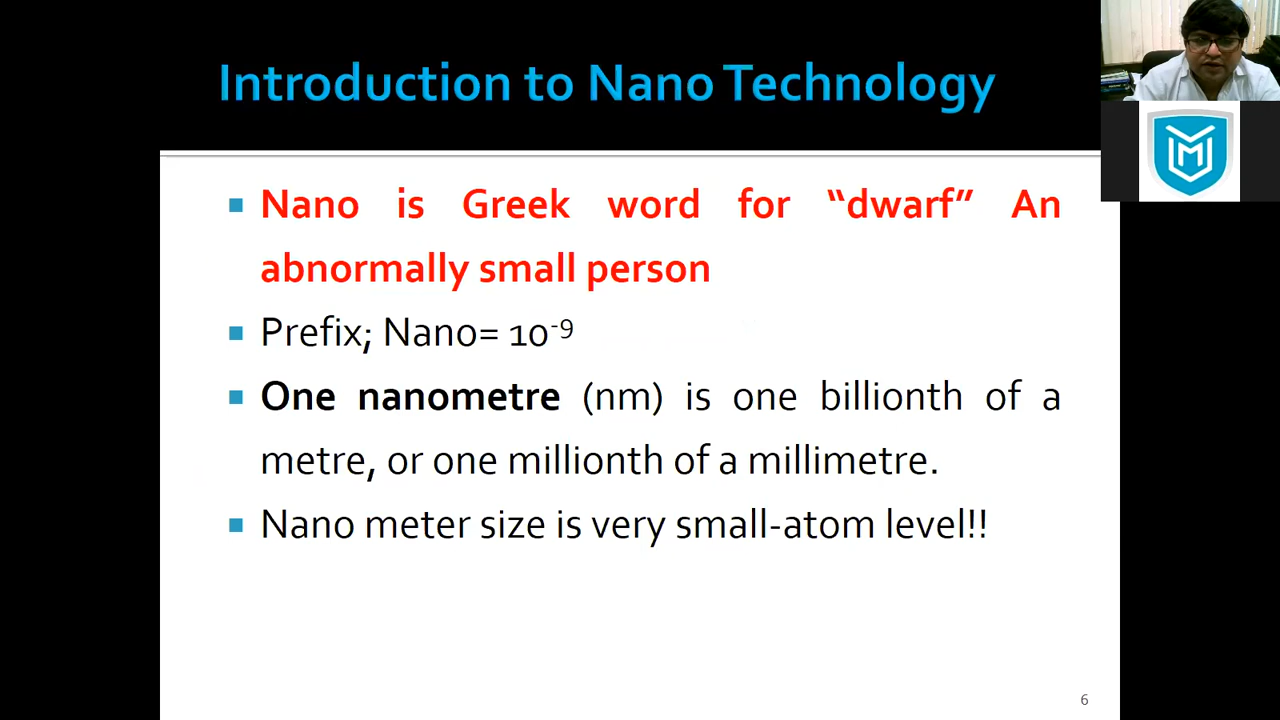 Introduction to Nano Technology
Nano is Greek word for “dwarf” An
abnormally small person
Prefix; Nano= 10⁻⁹
One nanometre (nm) is one billionth of a
metre, or one millionth of a millimetre.
Nano meter size is very small-atom level!!
6